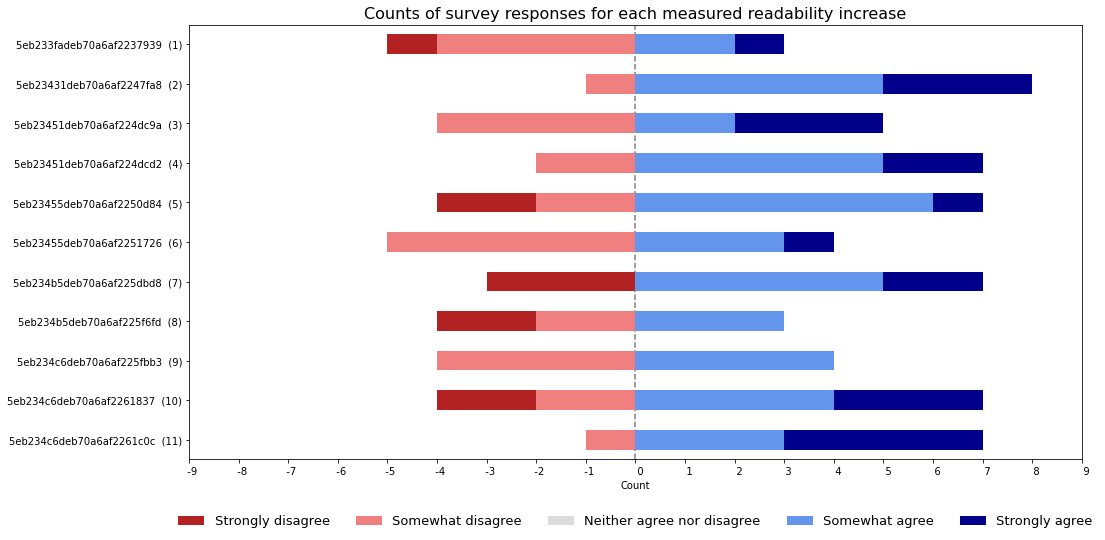 Counts of survey responses for each measured readability increase
5eb233fadeb70a6af2237939 (1)
5eb23431deb70a6af2247fa8 (2)
5eb23451deb70a6af224dc9a (3)
5eb23451deb70a6af224dcd2 (4)
5eb23455deb70a6af2250d84 (5)
5eb23455deb70a6af2251726 (6)
5eb234b5deb70a6af225dbd8 (7)
5eb234b5deb70a6af225f6fd (8)
5eb234c6deb70a6af225fbb3 (9)
5eb234c6deb70a6af2261837 (10)
5eb234c6deb70a6af2261c0c (11)
-9 -8 -7 -6 -5 -4 -3 -2 -1 0 1 2 3 4 5 6 7 8 9
Count
Strongly disagree Somewhat disagree Neither agree nor disagree Somewhat agree Strongly agree